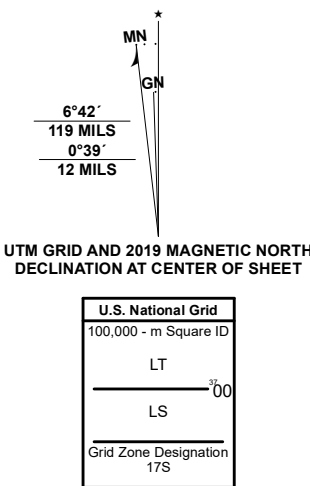 ★
MN
GN
6°42´
119 MILS
0°39´
12 MILS
UTM GRID AND 2019 MAGNETIC NORTH
DECLINATION AT CENTER OF SHEET
U.S. National Grid
100,000 - m Square ID
LT
3700
LS
Grid Zone Designation
17S